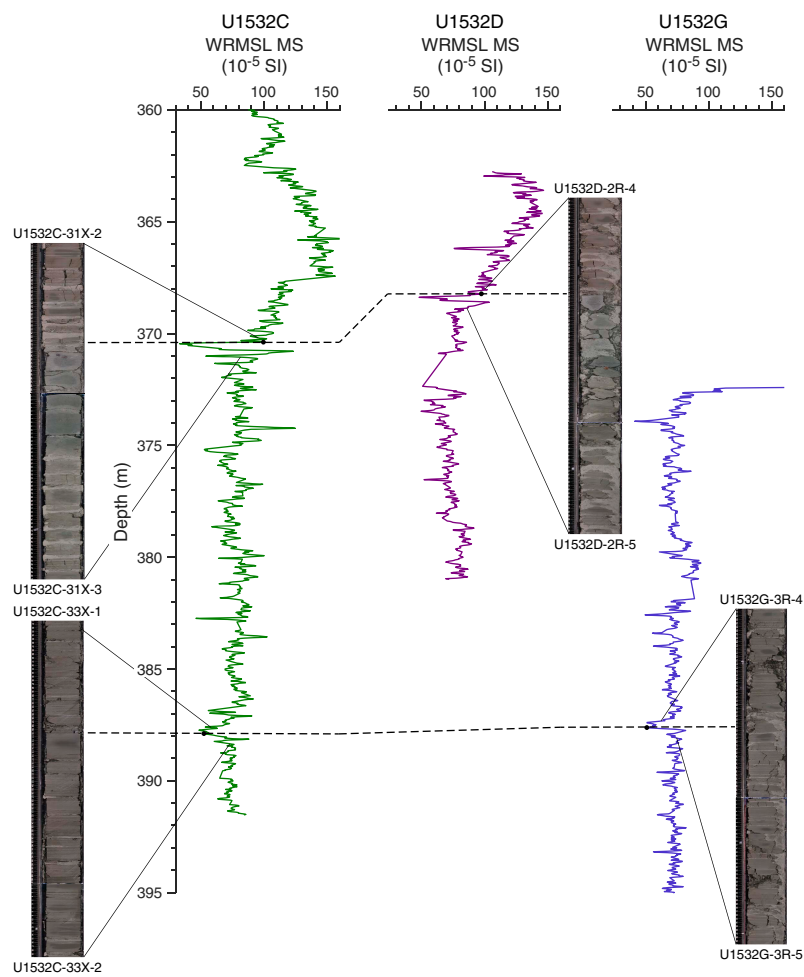 U1532C
WRMSL MS
(10-5 SI)
50 100 150
U1532D
WRMSL MS
(10-5 SI)
50 100 150
U1532G
WRMSL MS
(10-5 SI)
50 100 150
360
365
370
375
380
385
390
395
Depth (m)
U1532C-31X-2
U1532C-31X-3
U1532C-33X-1
U1532C-33X-2
U1532D-2R-4
U1532D-2R-5
U1532G-3R-4
U1532G-3R-5